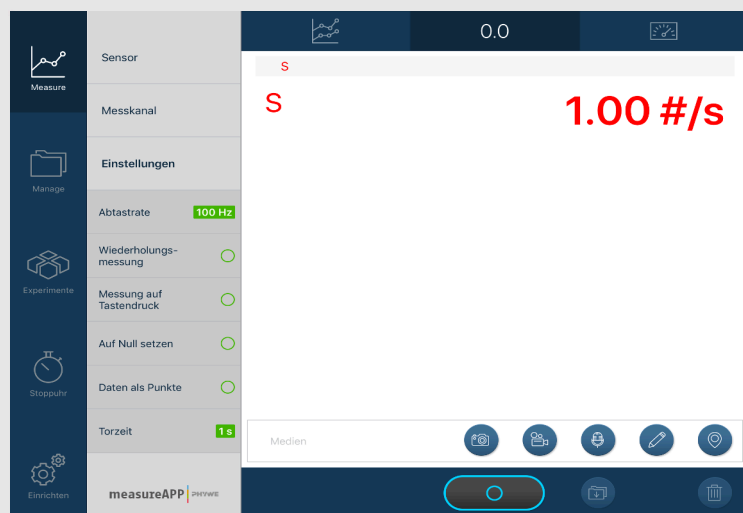 Measure
Manage
Experimente
Stoppuhr
Einrichten
Sensor
Messkanal
Einstellungen
Abtastrate 100 Hz
Wiederholungs-
messung
Messung auf
Tastendruck
Auf Null setzen
Daten als Punkte
Torzeit 1 s
measureAPP PHYWE
0.0
S
S 1.00 #/s
Medien